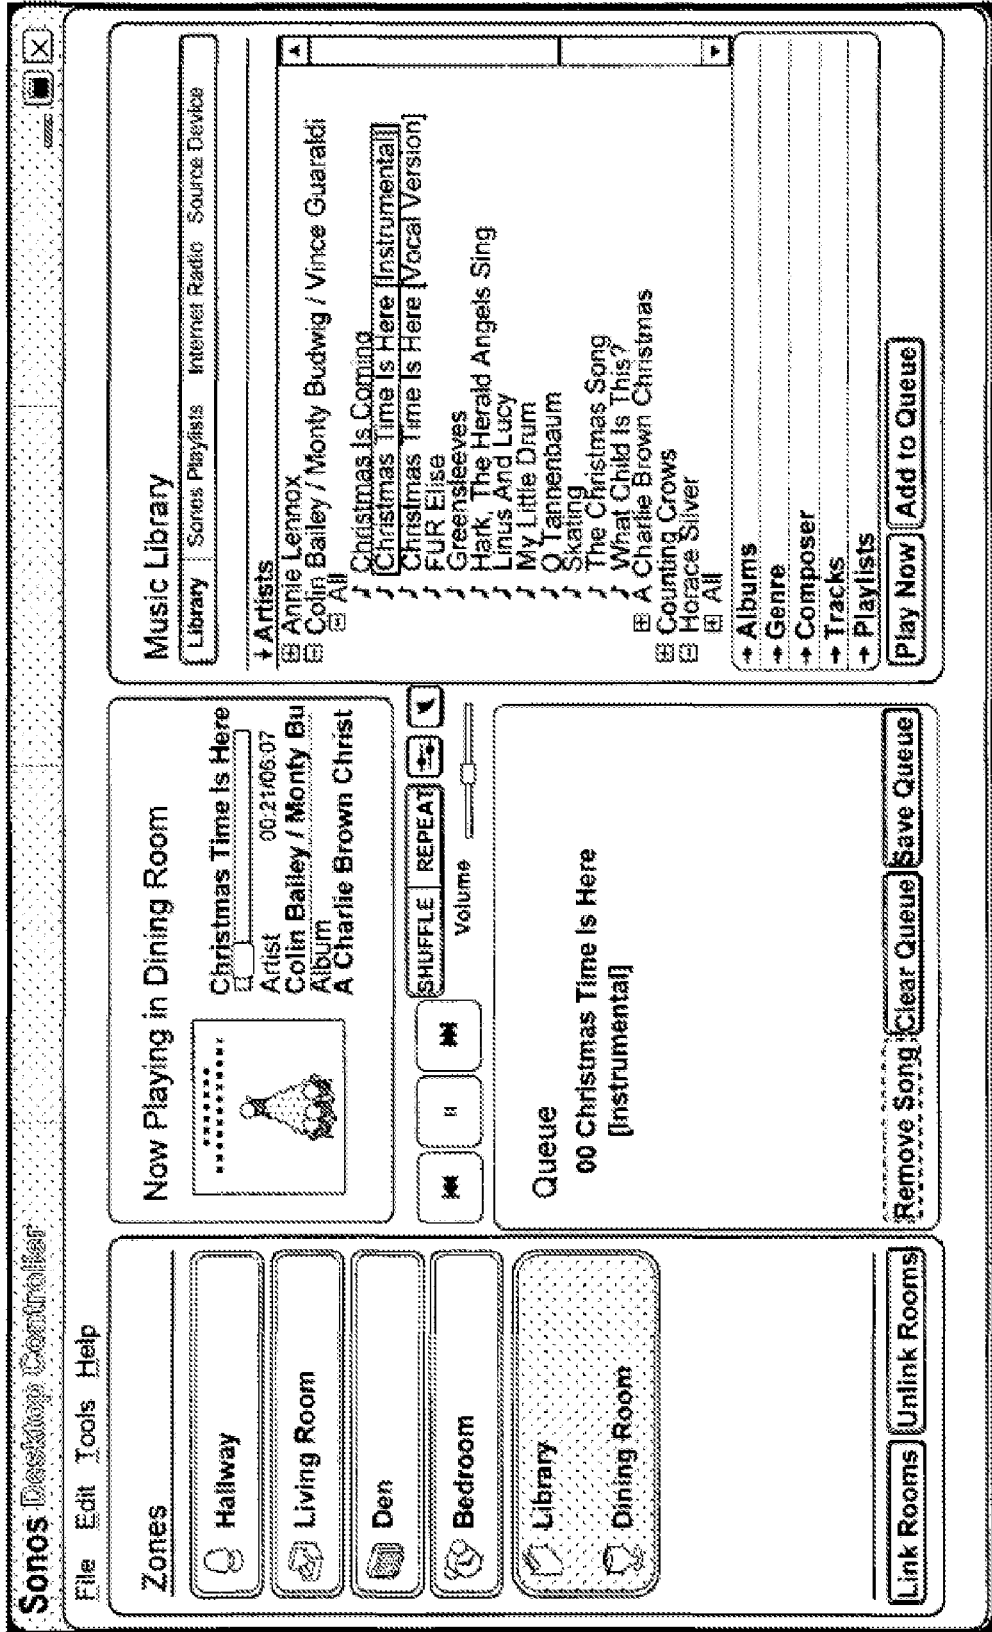 Sonos Desktop Controller
File Edit Tools Help
Zones
Hallway
Living Room
Den
Bedroom
Library
Dining Room
Link Rooms Unlink Rooms
Now Playing in Dining Room
Christmas Time Is Here
00:21/06:07
Artist
Colin Bailey / Monty Bu
Album
A Charlie Brown Christ
SHUFFLE REPEAT
Volume
Queue
00 Christmas Time Is Here
[Instrumental]
Remove Song Clear Queue Save Queue
Music Library
Library Sonos Playlists Internet Radio Source Device
Artists
Annie Lennox
Colin Bailey / Monty Budwig / Vince Guaraldi
All
Christmas Is Coming
Christmas Time Is Here [Instrumental]
Christmas Time Is Here [Vocal Version]
FUR Elise
Greensleeves
Hark, The Herald Angels Sing
Linus And Lucy
My Little Drum
O Tannenbaum
Skating
The Christmas Song
What Child Is This?
A Charlie Brown Christmas
Counting Crows
Horace Silver
All
Albums
Genre
Composer
Tracks
Playlists
Play Now Add to Queue